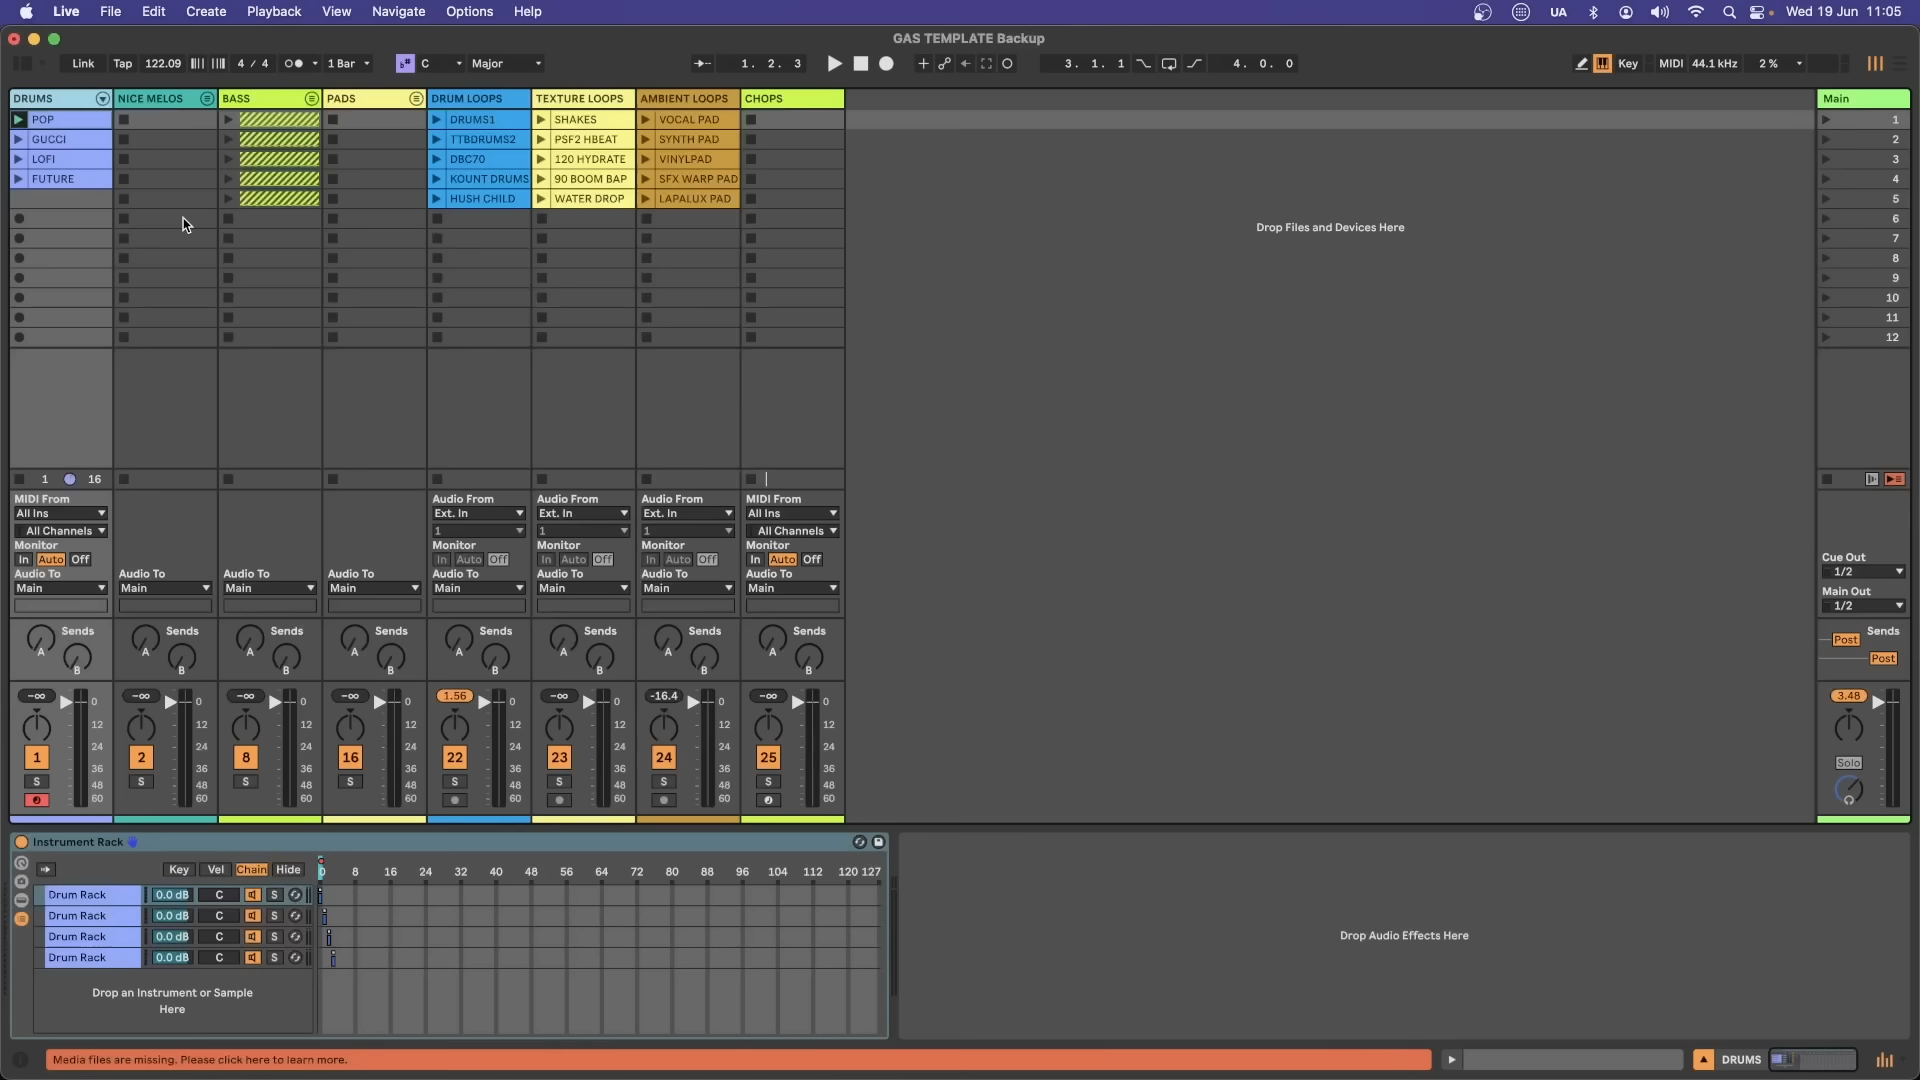 Live File Edit Create Playback View Navigate Options Help UA Wed 19 Jun 11:05
GAS TEMPLATE Backup
Link Tap 122.09 4 / 4 1 Bar C Major 1. 2. 3 3. 1. 1 4. 0. 0 Key MIDI 44.1 kHz 2 %
DRUMS NICE MELOS BASS PADS DRUM LOOPS TEXTURE LOOPS AMBIENT LOOPS CHOPS Main
POP DRUMS1 SHAKES VOCAL PAD 1
GUCCI TTBDRUMS2 PSF2 HBEAT SYNTH PAD 2
LOFI DBC70 120 HYDRATE VINYLPAD 3
FUTURE KOUNT DRUMS 90 BOOM BAP SFX WARP PAD 4
HUSH CHILD WATER DROP LAPALUX PAD 5
6
Drop Files and Devices Here
7
8
9
10
11
12
1 16
MIDI From Audio From Audio From Audio From MIDI From
All Ins Ext. In Ext. In Ext. In All Ins
All Channels 1 1 1 All Channels
Monitor Monitor Monitor Monitor Monitor
In Auto Off In Auto Off In Auto Off In Auto Off In Auto Off Cue Out
Audio To Audio To Audio To Audio To Audio To Audio To Audio To Audio To 1/2
Main Main Main Main Main Main Main Main Main Out
1/2
Sends Sends Sends Sends Sends Sends Sends Sends Sends
A A A A A A A A Post
B B B B B B B B Post
-∞ -∞ -∞ -∞ 1.56 -∞ -16.4 -∞ 3.48
0 0 0 0 0 0 0 0 0
12 12 12 12 12 12 12 12 12
24 24 24 24 24 24 24 24 24
1 2 8 16 22 23 24 25 Solo
36 36 36 36 36 36 36 36 36
S S S S S S S S
48 48 48 48 48 48 48 48 48
60 60 60 60 60 60 60 60 60
Instrument Rack
Key Vel Chain Hide 0 8 16 24 32 40 48 56 64 72 80 88 96 104 112 120 127
Drum Rack 0.0 dB C S
Drum Rack 0.0 dB C S
Drum Rack 0.0 dB C S
Drum Rack 0.0 dB C S
Drop Audio Effects Here
Drop an Instrument or Sample
Here
Media files are missing. Please click here to learn more. DRUMS